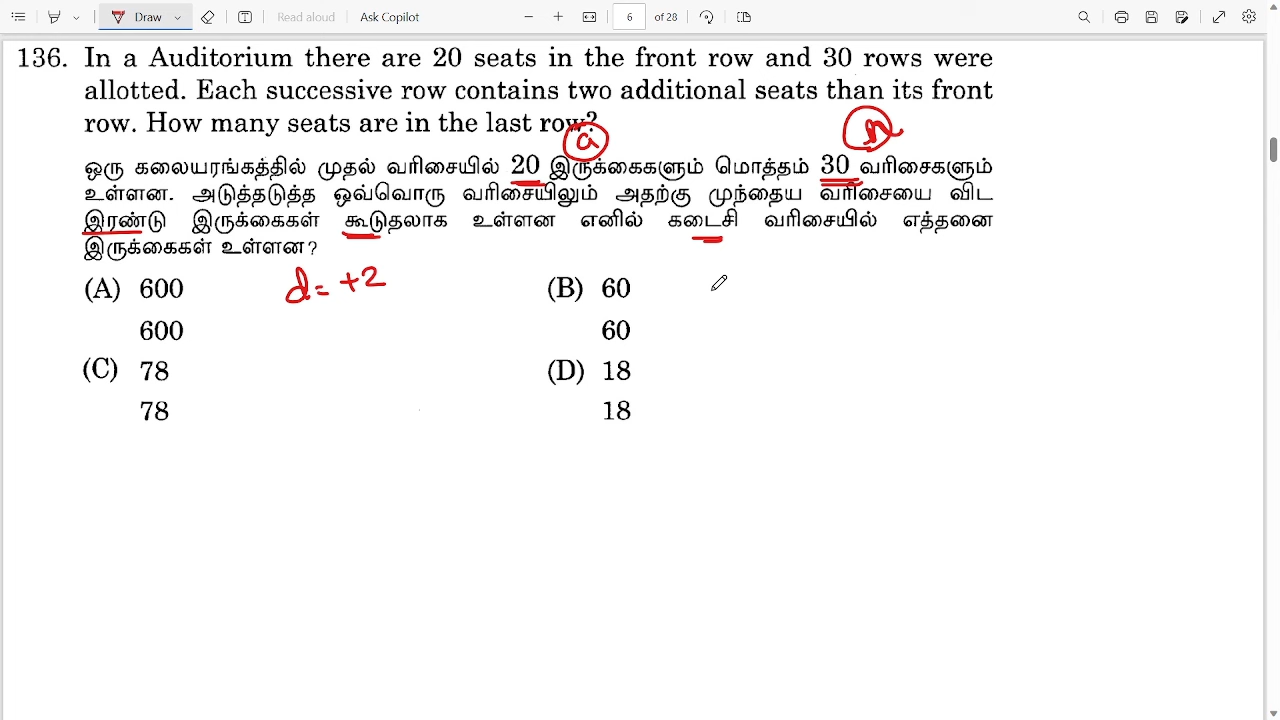 Draw
Read aloud
Ask Copilot
6
of 28
136. In a Auditorium there are 20 seats in the front row and 30 rows were
allotted. Each successive row contains two additional seats than its front
row. How many seats are in the last row?
a
n
ஒரு கலையரங்கத்தில் முதல் வரிசையில் 20 இருக்கைகளும் மொத்தம் 30 வரிசைகளும்
உள்ளன. அடுத்தடுத்த ஒவ்வொரு வரிசையிலும் அதற்கு முந்தைய வரிசையை விட
இரண்டு இருக்கைகள் கூடுதலாக உள்ளன எனில் கடைசி வரிசையில் எத்தனை
இருக்கைகள் உள்ளன?
d = +2
(A) 600 (B) 60
600 60
(C) 78 (D) 18
78 18